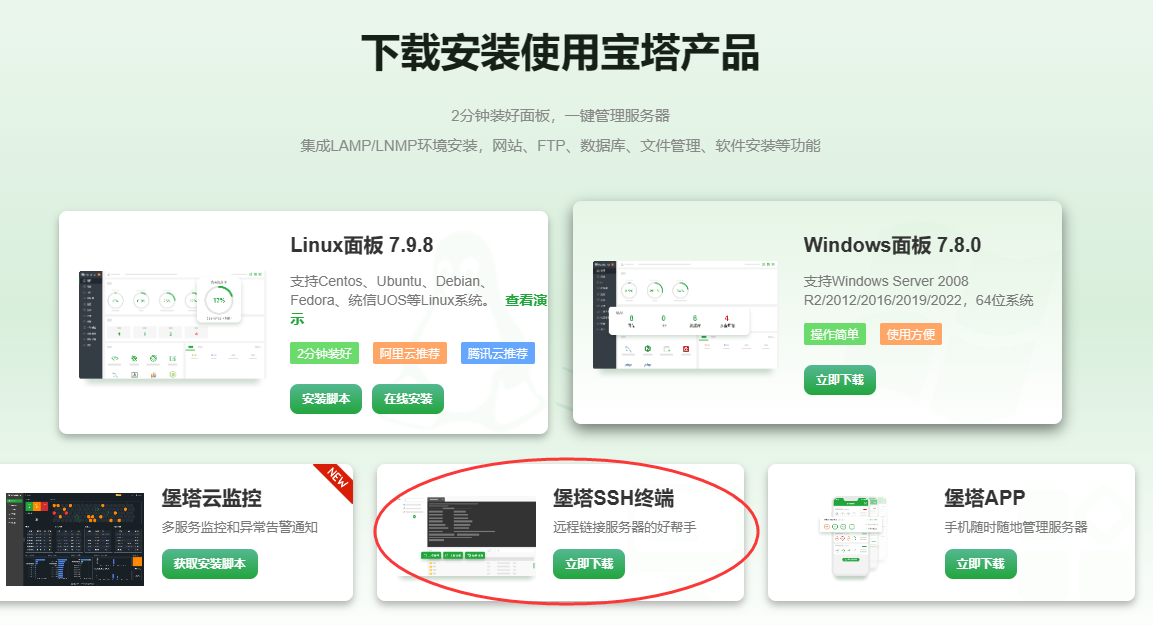 下载安装使用宝塔产品
2分钟装好面板，一键管理服务器
集成LAMP/LNMP环境安装，网站、FTP、数据库、文件管理、软件安装等功能
Linux面板 7.9.8
支持Centos、Ubuntu、Debian、
Fedora、统信UOS等Linux系统。 查看演
示
2分钟装好 阿里云推荐 腾讯云推荐
安装脚本 在线安装
Windows面板 7.8.0
支持Windows Server 2008
R2/2012/2016/2019/2022，64位系统
操作简单 使用方便
立即下载
NEW
堡塔云监控
多服务监控和异常告警通知
获取安装脚本
堡塔SSH终端
远程链接服务器的好帮手
立即下载
堡塔APP
手机随时随地管理服务器
立即下载